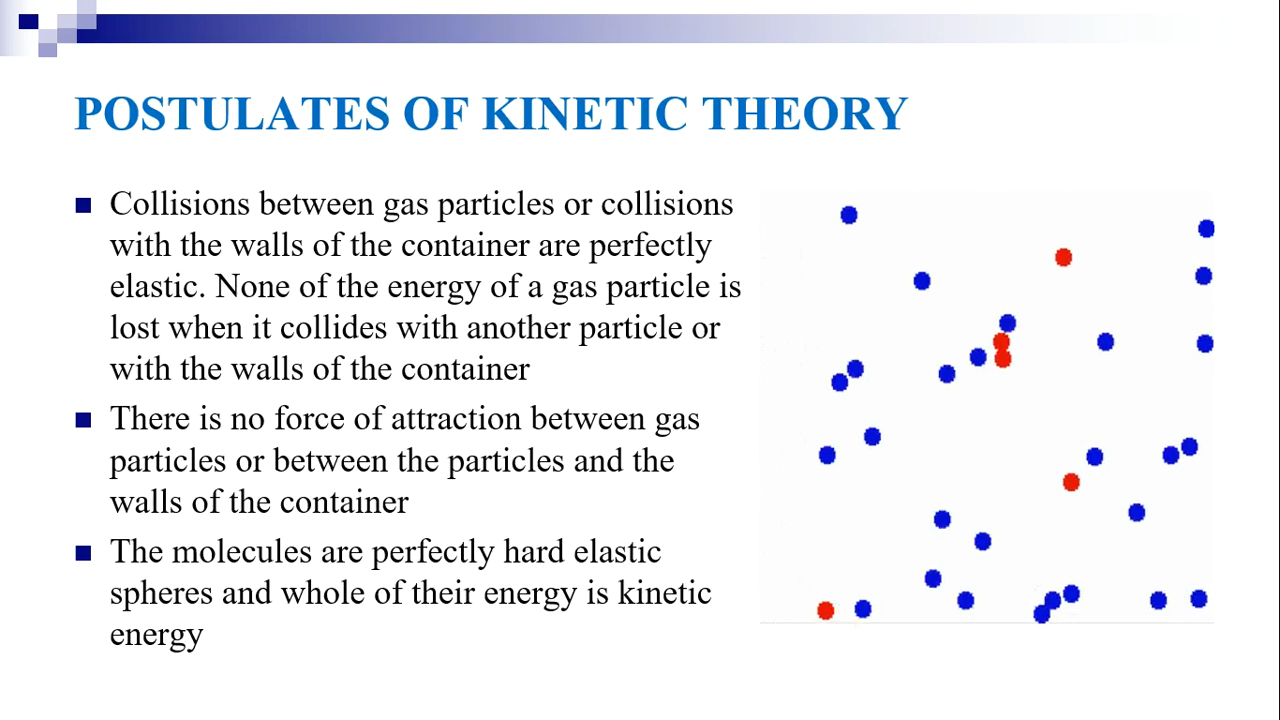 POSTULATES OF KINETIC THEORY
Collisions between gas particles or collisions
with the walls of the container are perfectly
elastic. None of the energy of a gas particle is
lost when it collides with another particle or
with the walls of the container
There is no force of attraction between gas
particles or between the particles and the
walls of the container
The molecules are perfectly hard elastic
spheres and whole of their energy is kinetic
energy